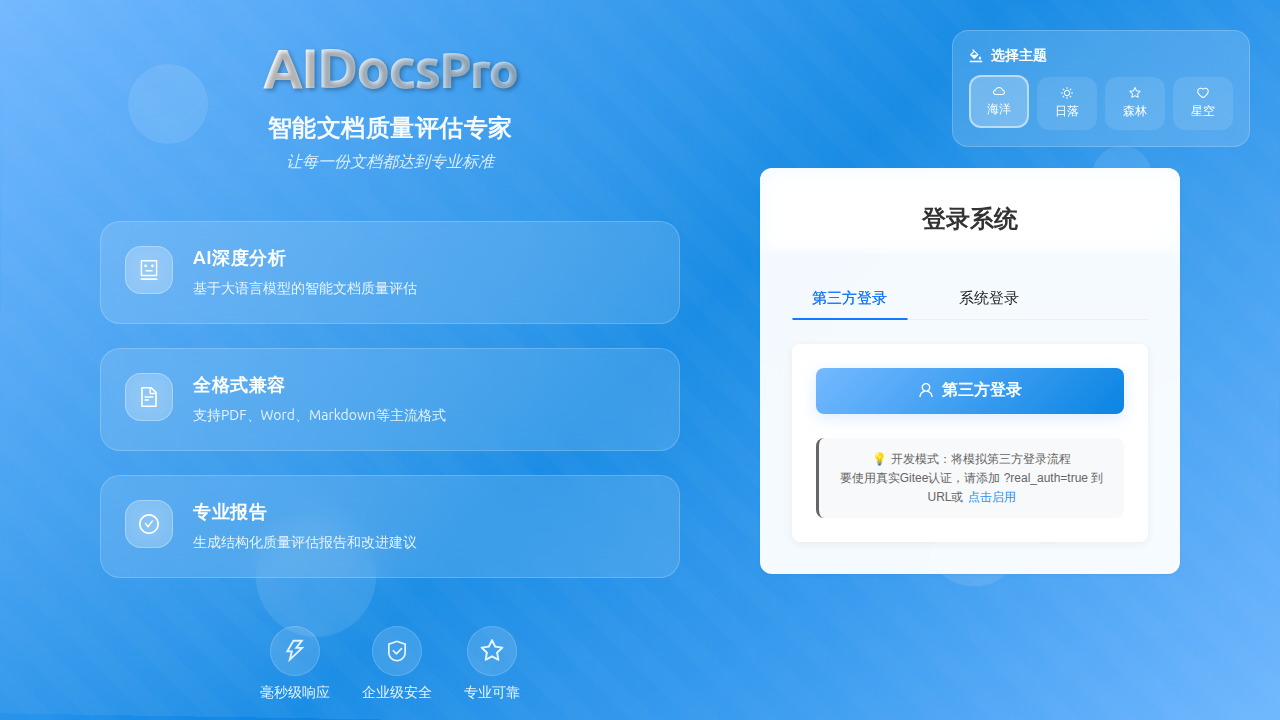 AIDocsPro
智能文档质量评估专家
让每一份文档都达到专业标准
AI深度分析
基于大语言模型的智能文档质量评估
全格式兼容
支持PDF、Word、Markdown等主流格式
专业报告
生成结构化质量评估报告和改进建议
毫秒级响应
企业级安全
专业可靠
选择主题
海洋
日落
森林
星空
登录系统
第三方登录
系统登录
第三方登录
💡 开发模式：将模拟第三方登录流程
要使用真实Gitee认证，请添加 ?real_auth=true 到
URL或 点击启用